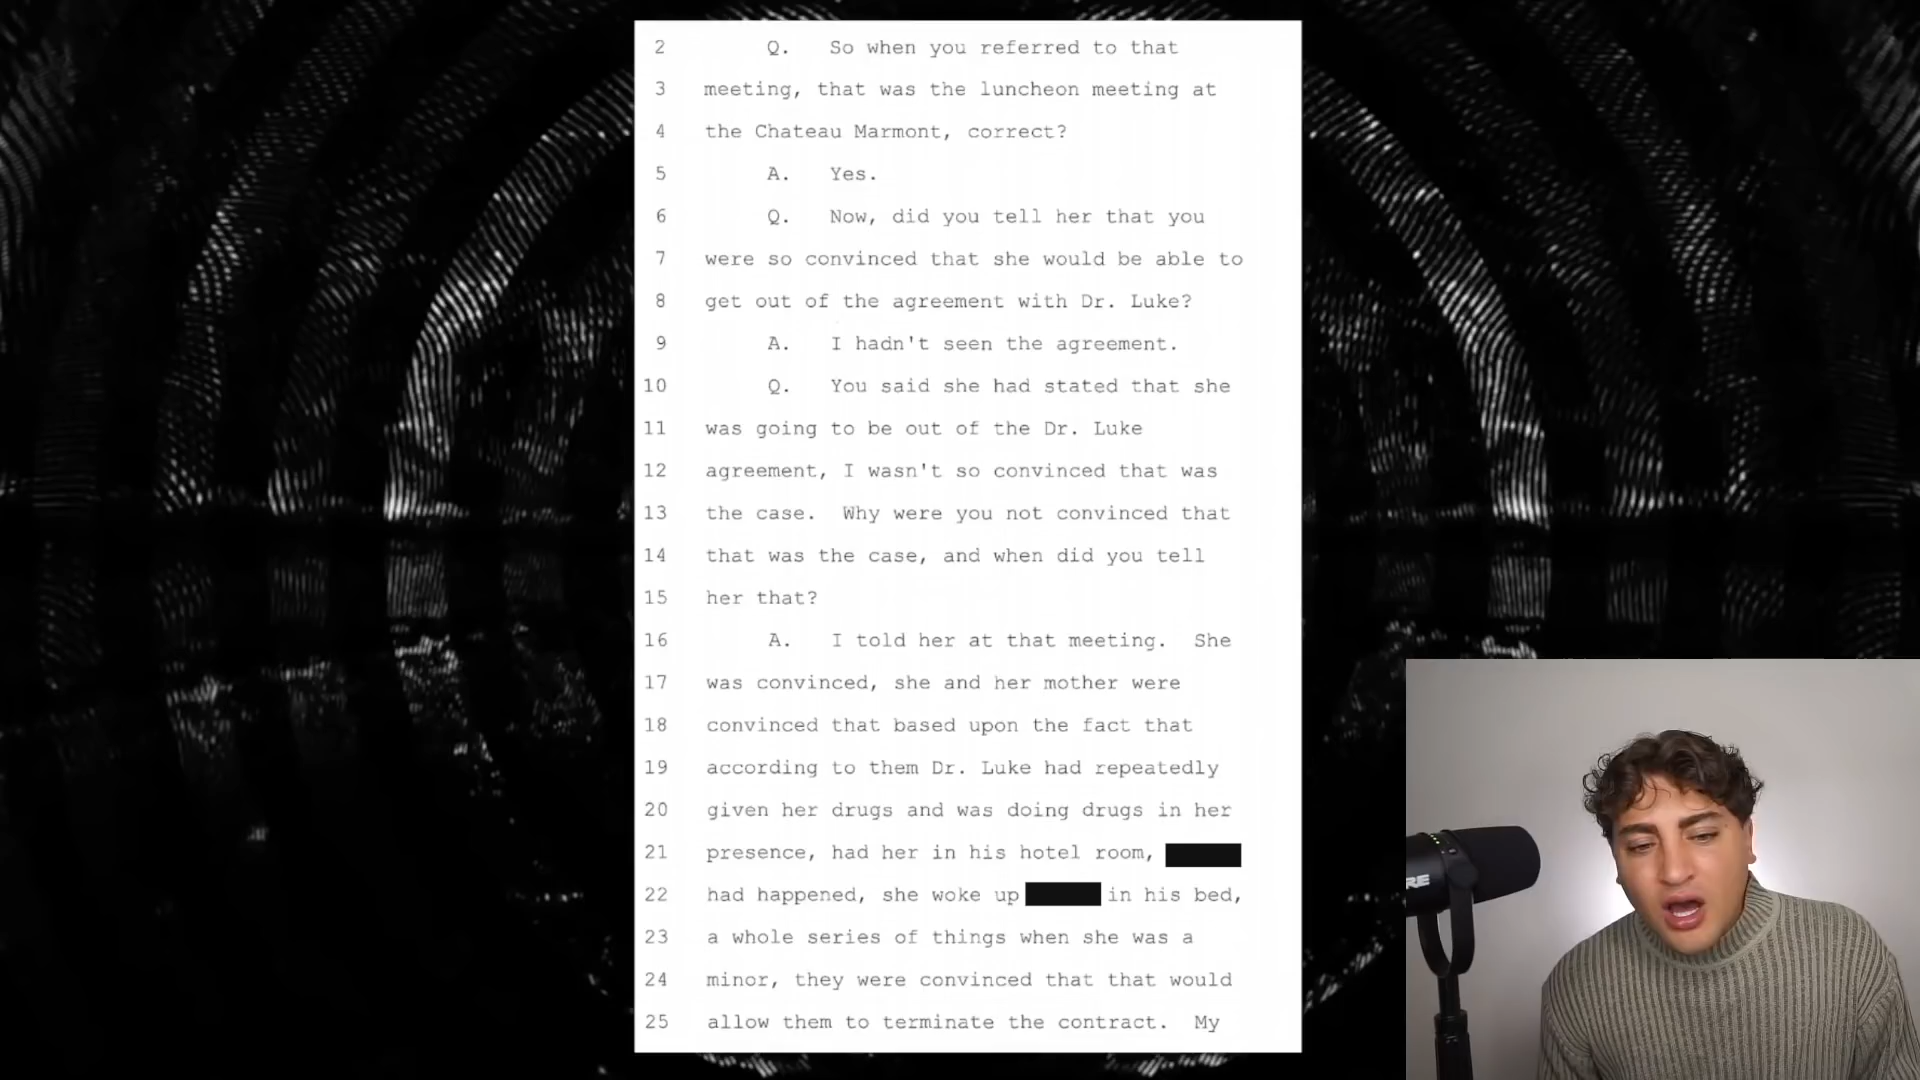 2 Q. So when you referred to that
3 meeting, that was the luncheon meeting at
4 the Chateau Marmont, correct?
5 A. Yes.
6 Q. Now, did you tell her that you
7 were so convinced that she would be able to
8 get out of the agreement with Dr. Luke?
9 A. I hadn't seen the agreement.
10 Q. You said she had stated that she
11 was going to be out of the Dr. Luke
12 agreement, I wasn't so convinced that was
13 the case. Why were you not convinced that
14 that was the case, and when did you tell
15 her that?
16 A. I told her at that meeting. She
17 was convinced, she and her mother were
18 convinced that based upon the fact that
19 according to them Dr. Luke had repeatedly
20 given her drugs and was doing drugs in her
21 presence, had her in his hotel room,
22 had happened, she woke up in his bed,
23 a whole series of things when she was a
24 minor, they were convinced that that would
25 allow them to terminate the contract. My